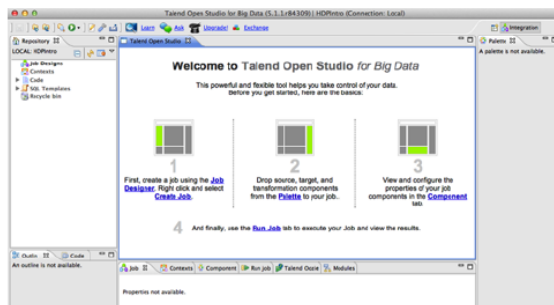 Talend Open Studio for Big Data (5.1.1.r84309) | HDPIntro (Connection: Local)
Learn Ask Upgrade! Exchange
Integration
Repository
LOCAL: HDPIntro
Job Designs
Contexts
Code
SQL Templates
Recycle bin
Talend Open Studio
Welcome to Talend Open Studio for Big Data
This powerful and flexible tool helps you take control of your data.
Before you get started, here are the basics:
1
First, create a job using the Job
Designer. Right click and select
Create Job.
2
Drop source, target, and
transformation components
from the Palette to your job..
3
View and configure the
properties of your job
components in the Component
tab.
4 And finally, use the Run Job tab to execute your Job and view the results.
Palette
A palette is not available.
Outlin Code
An outline is not available.
Job Contexts Component Run job Talend Oozie Modules
Properties not available.